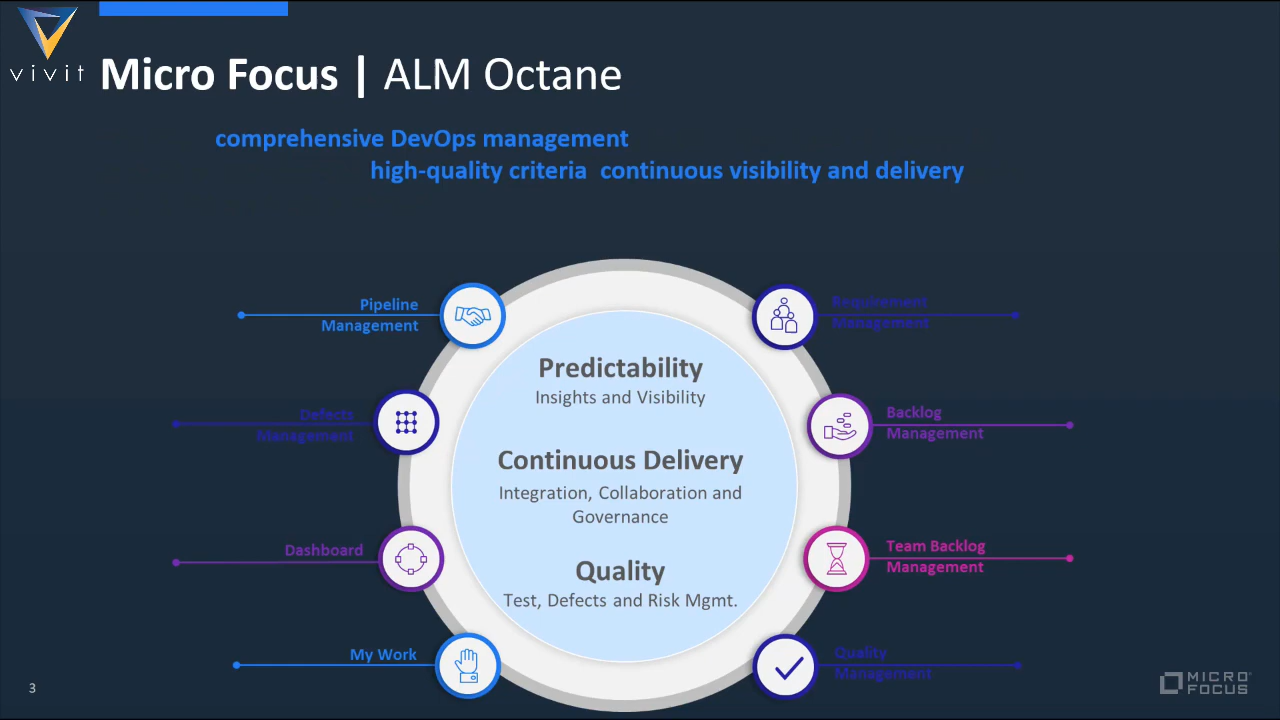 vivit
Micro Focus | ALM Octane
comprehensive DevOps management
high-quality criteria continuous visibility and delivery
Pipeline
Management
Requirement
Management
Defects
Management
Backlog
Management
Dashboard
Team Backlog
Management
My Work
Quality
Management
Predictability
Insights and Visibility
Continuous Delivery
Integration, Collaboration and
Governance
Quality
Test, Defects and Risk Mgmt.
3
MICRO
FOCUS